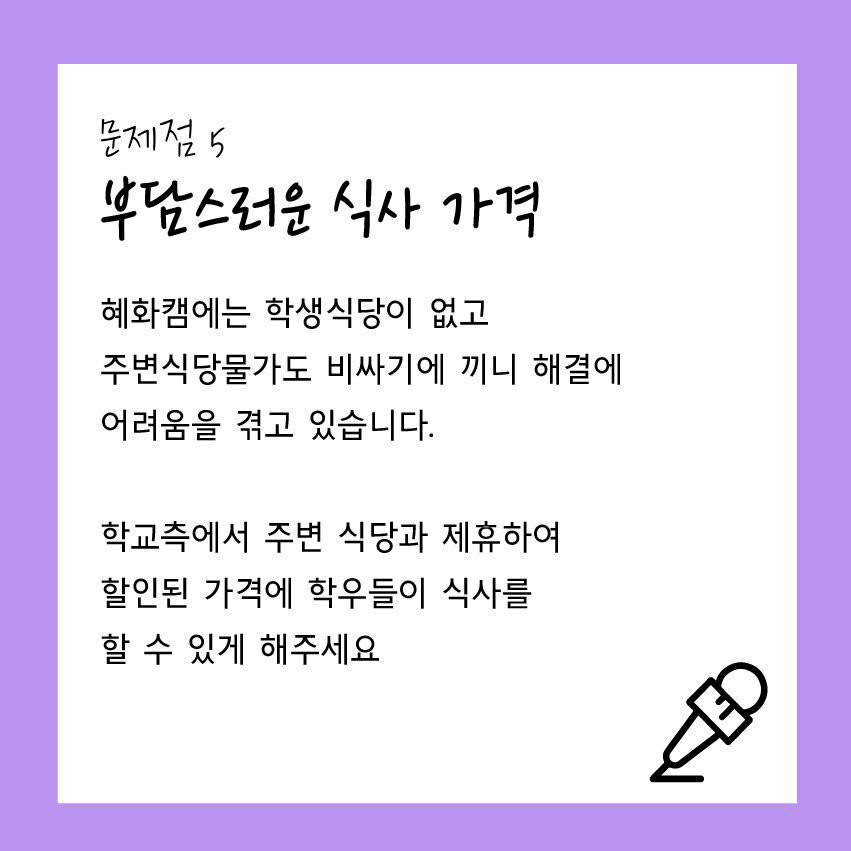 문제점 5
부담스러운 식사 가격
혜화캠에는 학생식당이 없고
주변식당물가도 비싸기에 끼니 해결에
어려움을 겪고 있습니다.
학교측에서 주변 식당과 제휴하여
할인된 가격에 학우들이 식사를
할 수 있게 해주세요